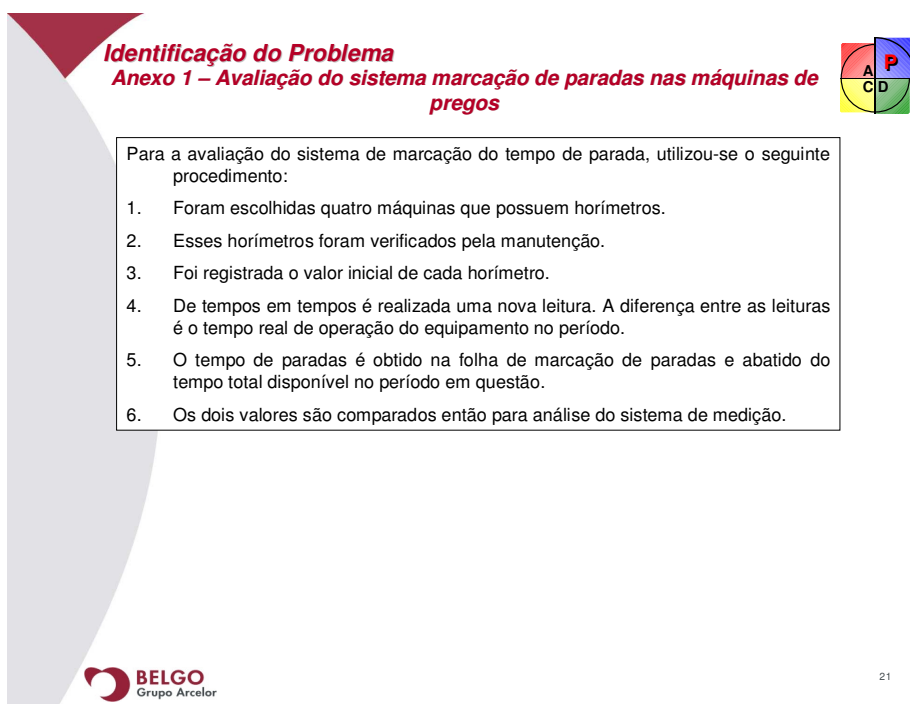 Identificação do Problema
Anexo 1 – Avaliação do sistema marcação de paradas nas máquinas de
pregos
A P
C D
Para a avaliação do sistema de marcação do tempo de parada, utilizou-se o seguinte
procedimento:
1. Foram escolhidas quatro máquinas que possuem horímetros.
2. Esses horímetros foram verificados pela manutenção.
3. Foi registrada o valor inicial de cada horímetro.
4. De tempos em tempos é realizada uma nova leitura. A diferença entre as leituras
é o tempo real de operação do equipamento no período.
5. O tempo de paradas é obtido na folha de marcação de paradas e abatido do
tempo total disponível no período em questão.
6. Os dois valores são comparados então para análise do sistema de medição.
BELGO
Grupo Arcelor
21